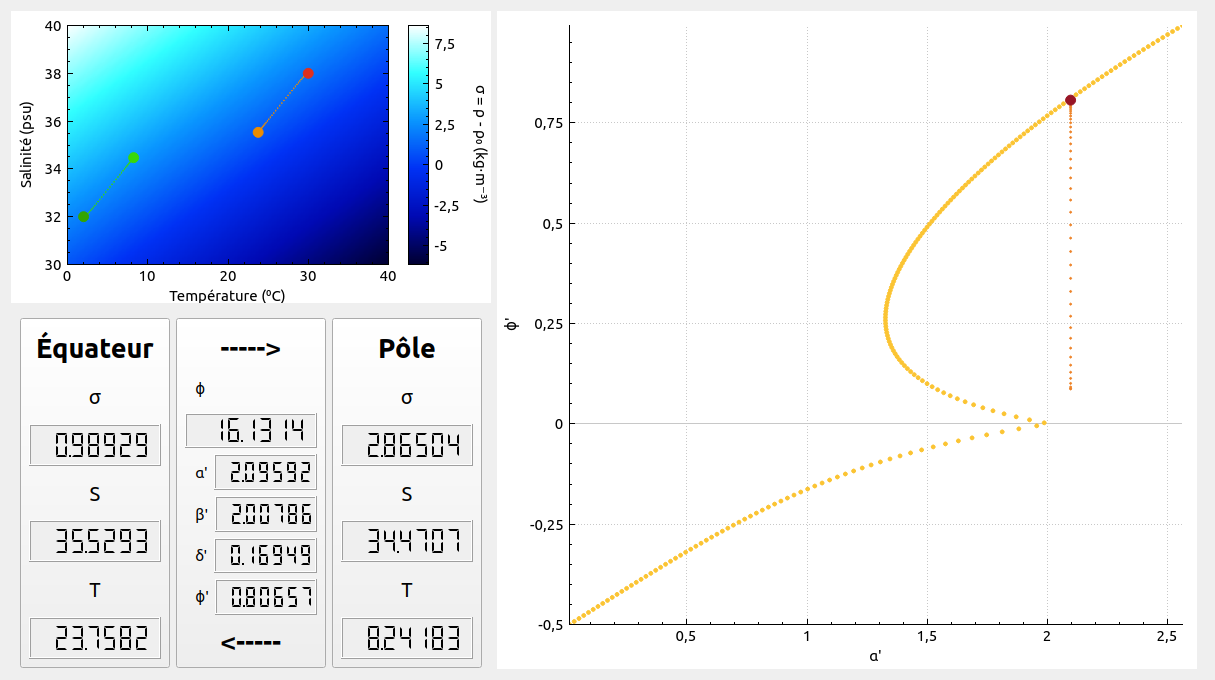 40
38
36
34
32
30
Salinité (psu)
0
10
20
30
40
Température (⁰C)
7,5
5
2,5
0
-2,5
-5
σ = ρ - ρ₀ (kg·m⁻³)
Équateur
σ
0.98929
S
35.5293
T
23.7582
----->
ϕ
16.1314
α' 2.09592
β' 2.00786
δ' 0.16949
ϕ' 0.80657
<-----
Pôle
σ
2.86504
S
34.4707
T
8.24183
0,75
0,5
0,25
0
-0,25
-0,5
ϕ'
0,5
1
1,5
2
2,5
α'